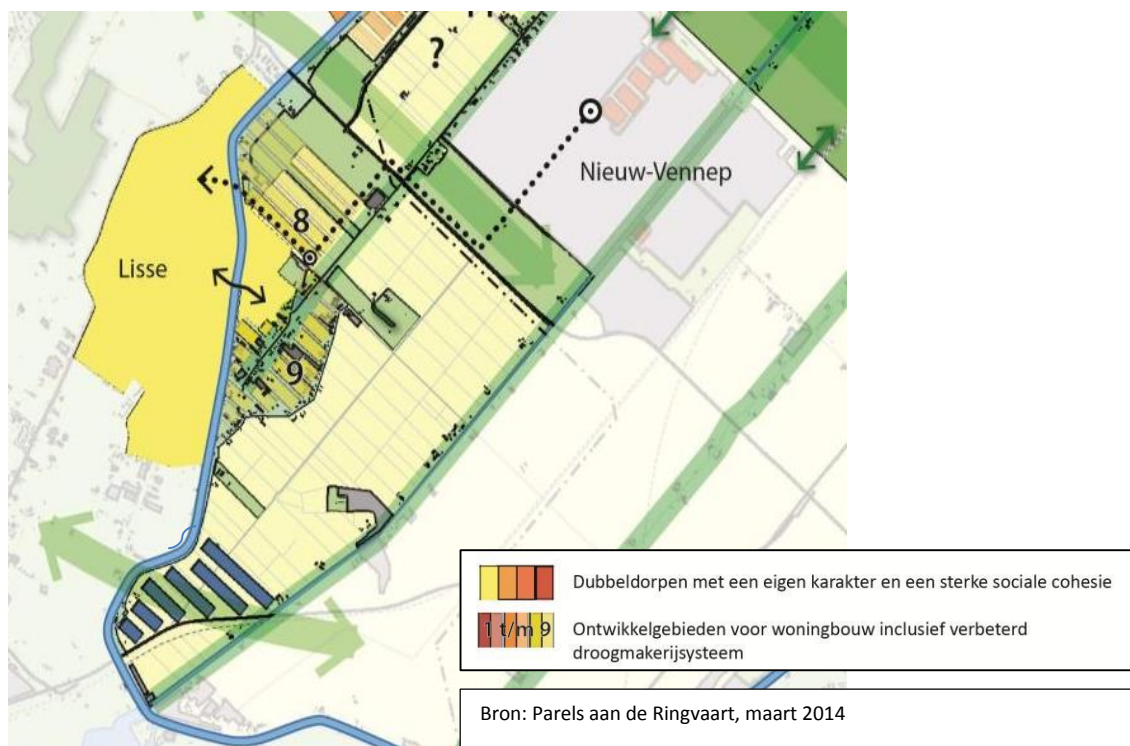 ?
Nieuw-Vennep
8
Lisse
9
Dubbeldorpen met een eigen karakter en een sterke sociale cohesie
1 t/m 9
Ontwikkelgebieden voor woningbouw inclusief verbeterd
droogmakerijsysteem
Bron: Parels aan de Ringvaart, maart 2014